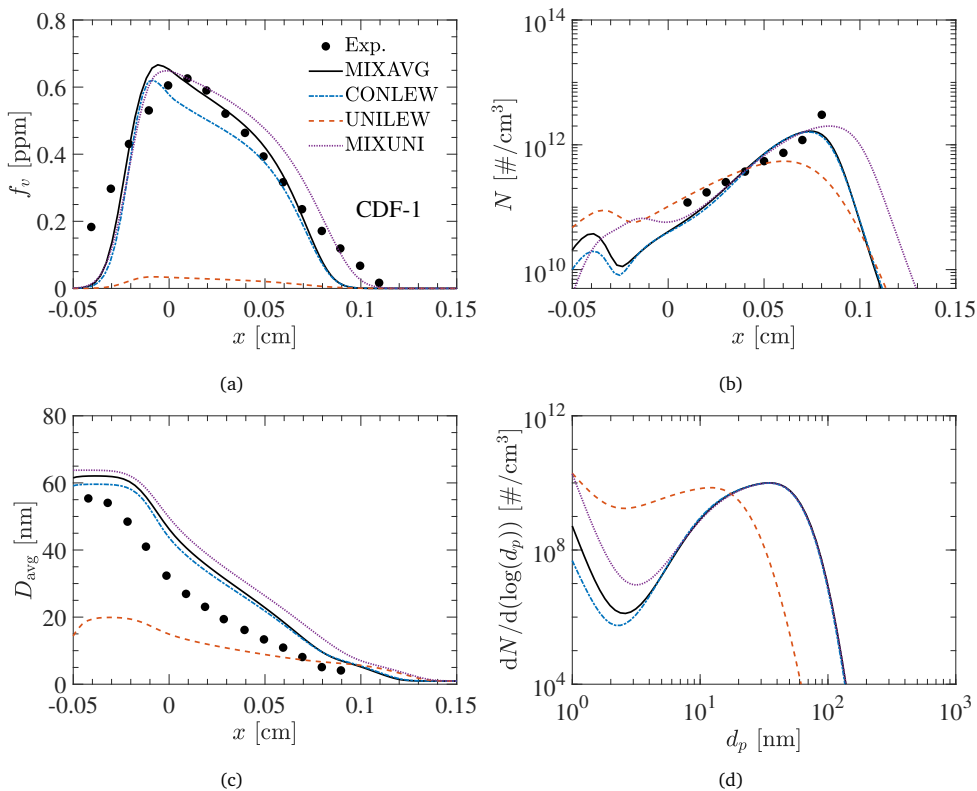 0.8
0.6
0.4
0.2
0
f_v [ppm]
Exp.
MIXAVG
CONLEW
UNILEW
MIXUNI
CDF-1
-0.05 0 0.05 0.1 0.15
x [cm]
(a)
10^14
10^12
10^10
N [#/cm^3]
-0.05 0 0.05 0.1 0.15
x [cm]
(b)
80
60
40
20
0
D_avg [nm]
-0.05 0 0.05 0.1 0.15
x [cm]
(c)
10^12
10^8
10^4
dN/d(log(d_p)) [#/cm^3]
10^0 10^1 10^2 10^3
d_p [nm]
(d)